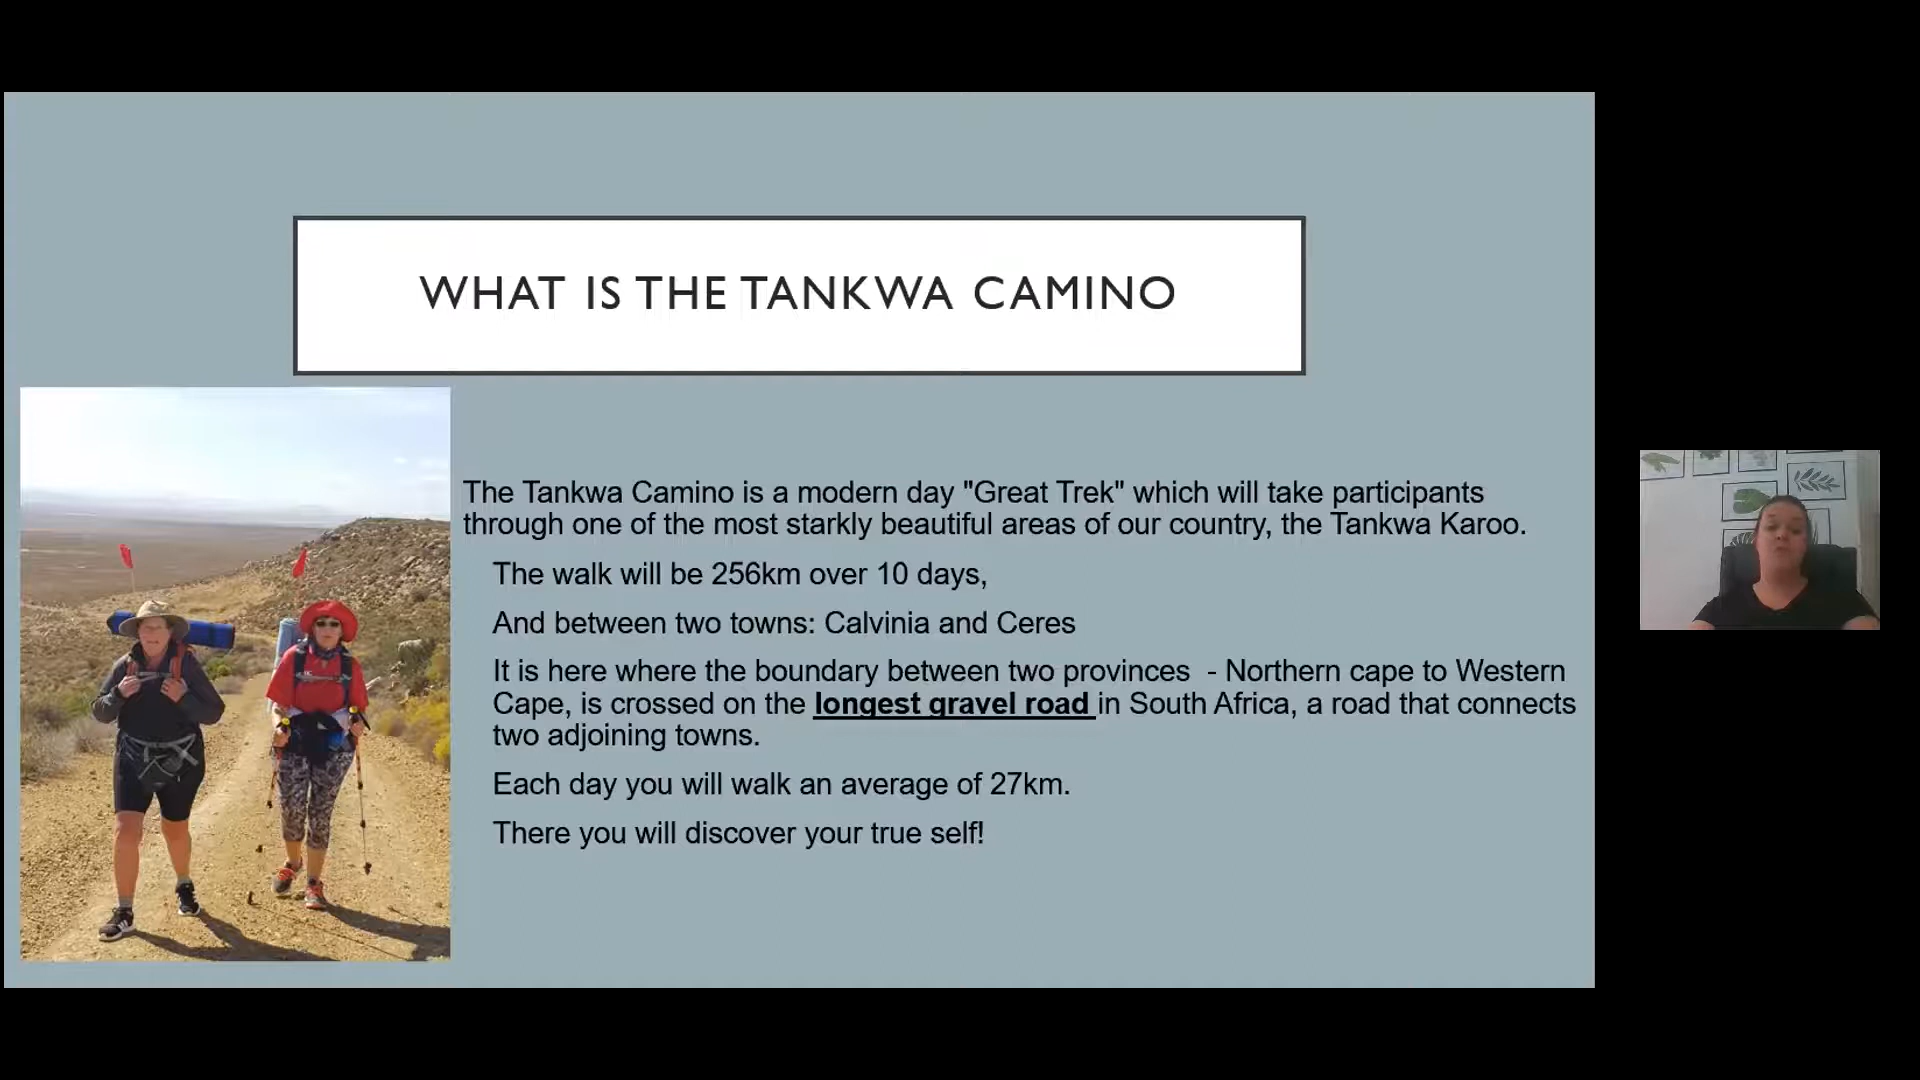 WHAT IS THE TANKWA CAMINO
The Tankwa Camino is a modern day "Great Trek" which will take participants
through one of the most starkly beautiful areas of our country, the Tankwa Karoo.
The walk will be 256km over 10 days,
And between two towns: Calvinia and Ceres
It is here where the boundary between two provinces  - Northern cape to Western
Cape, is crossed on the longest gravel road in South Africa, a road that connects
two adjoining towns.
Each day you will walk an average of 27km.
There you will discover your true self!